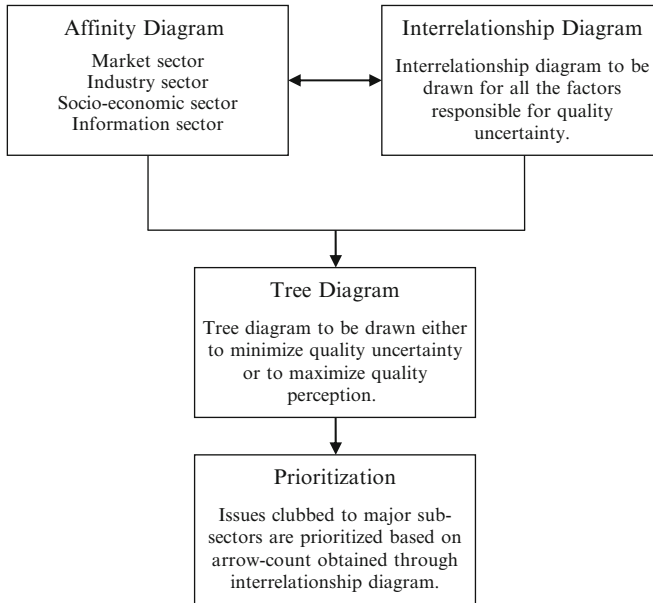 Affinity Diagram
Market sector
Industry sector
Socio-economic sector
Information sector
Interrelationship Diagram
Interrelationship diagram to be
drawn for all the factors
responsible for quality
uncertainty.
Tree Diagram
Tree diagram to be drawn either
to minimize quality uncertainty
or to maximize quality
perception.
Prioritization
Issues clubbed to major sub-
sectors are prioritized based on
arrow-count obtained through
interrelationship diagram.